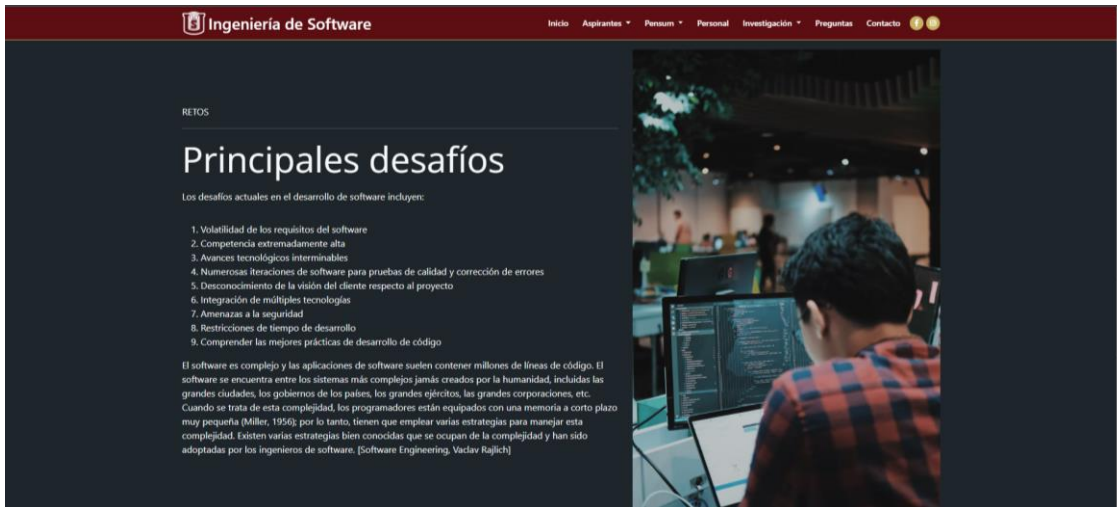 Ingeniería de Software
Inicio Aspirantes Pensum Personal Investigación Preguntas Contacto
RETOS
Principales desafíos
Los desafíos actuales en el desarrollo de software incluyen:
1. Volatilidad de los requisitos del software
2. Competencia extremadamente alta
3. Avances tecnológicos interminables
4. Numerosas iteraciones de software para pruebas de calidad y corrección de errores
5. Desconocimiento de la visión del cliente respecto al proyecto
6. Integración de múltiples tecnologías
7. Amenazas a la seguridad
8. Restricciones de tiempo de desarrollo
9. Comprender las mejores prácticas de desarrollo de código
El software es complejo y las aplicaciones de software suelen contener millones de líneas de código. El
software se encuentra entre los sistemas más complejos jamás creados por la humanidad, incluidas las
grandes ciudades, los gobiernos de los países, los grandes ejércitos, las grandes corporaciones, etc.
Cuando se trata de esta complejidad, los programadores están equipados con una memoria a corto plazo
muy pequeña (Miller, 1956); por lo tanto, tienen que emplear varias estrategias para manejar esta
complejidad. Existen varias estrategias bien conocidas que se ocupan de la complejidad y han sido
adoptadas por los ingenieros de software. [Software Engineering, Vaclav Rajlich]